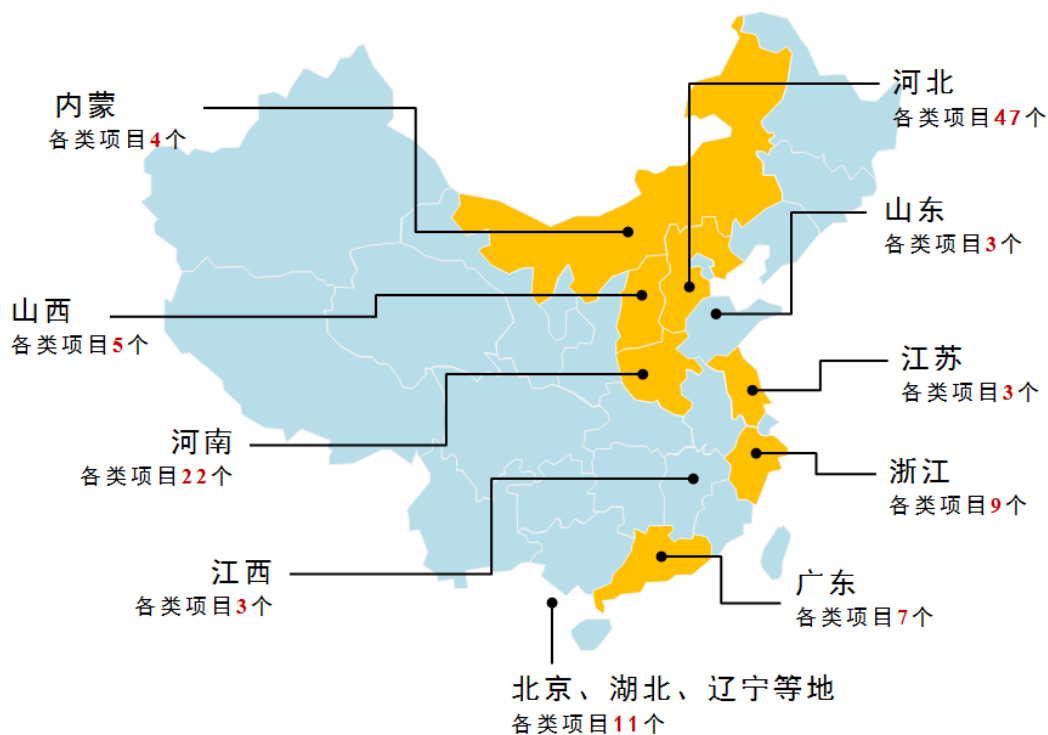 内蒙
各类项目4个
河北
各类项目47个
山东
各类项目3个
山西
各类项目5个
江苏
各类项目3个
河南
各类项目22个
浙江
各类项目9个
江西
各类项目3个
广东
各类项目7个
北京、湖北、辽宁等地
各类项目11个